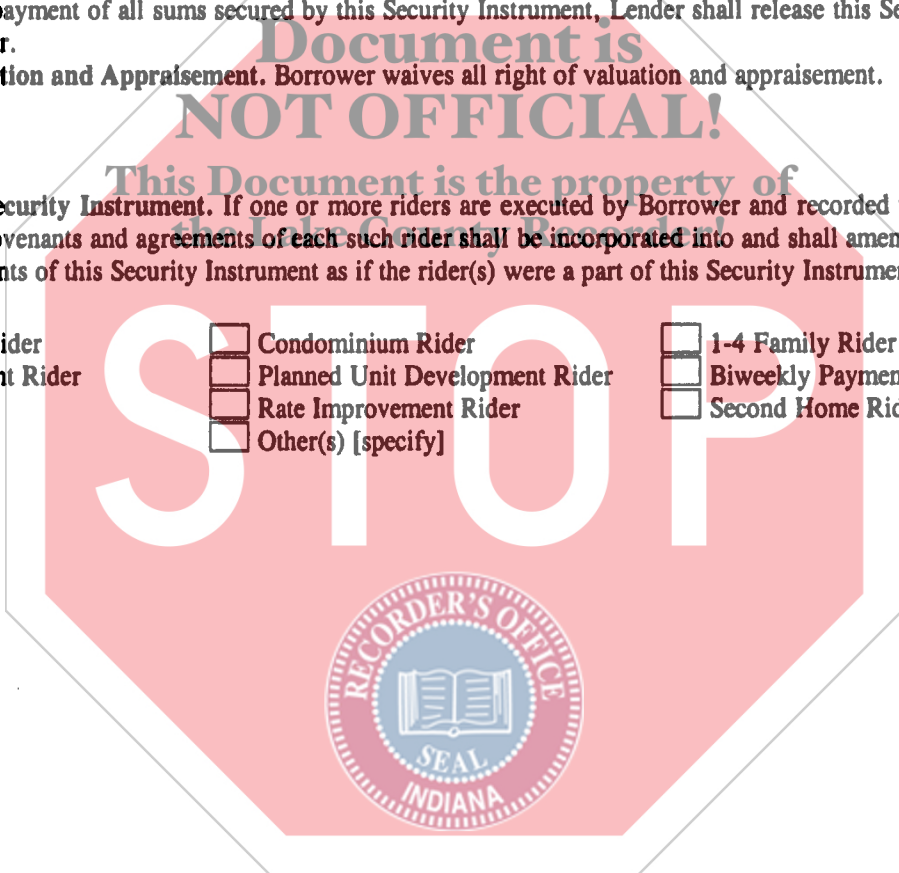 payment of all sums secured by this Security Instrument, Lender shall release this Se
r.
tion and Appraisement. Borrower waives all right of valuation and appraisement.
Document is
NOT OFFICIAL!
This Document is the property of
the Lake County Recorder!
ecurity Instrument. If one or more riders are executed by Borrower and recorded
ovenants and agreements of each such rider shall be incorporated into and shall amen
nts of this Security Instrument as if the rider(s) were a part of this Security Instrume
ider Condominium Rider 1-4 Family Rider
nt Rider Planned Unit Development Rider Biweekly Paymen
Rate Improvement Rider Second Home Rid
Other(s) [specify]
STOP
RECORDER'S OFFICE
SEAL
INDIANA